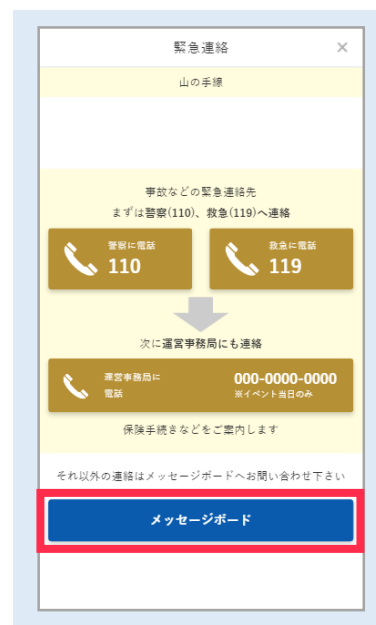 緊急連絡 ×
山の手線
事故などの緊急連絡先
まずは警察(110)、救急(119)へ連絡
警察に電話
110
救急に電話
119
次に運営事務局にも連絡
運営事務局に
電話
000-0000-0000
※イベント当日のみ
保険手続きなどをご案内します
それ以外の連絡はメッセージボードへお問い合わせ下さい
メッセージボード